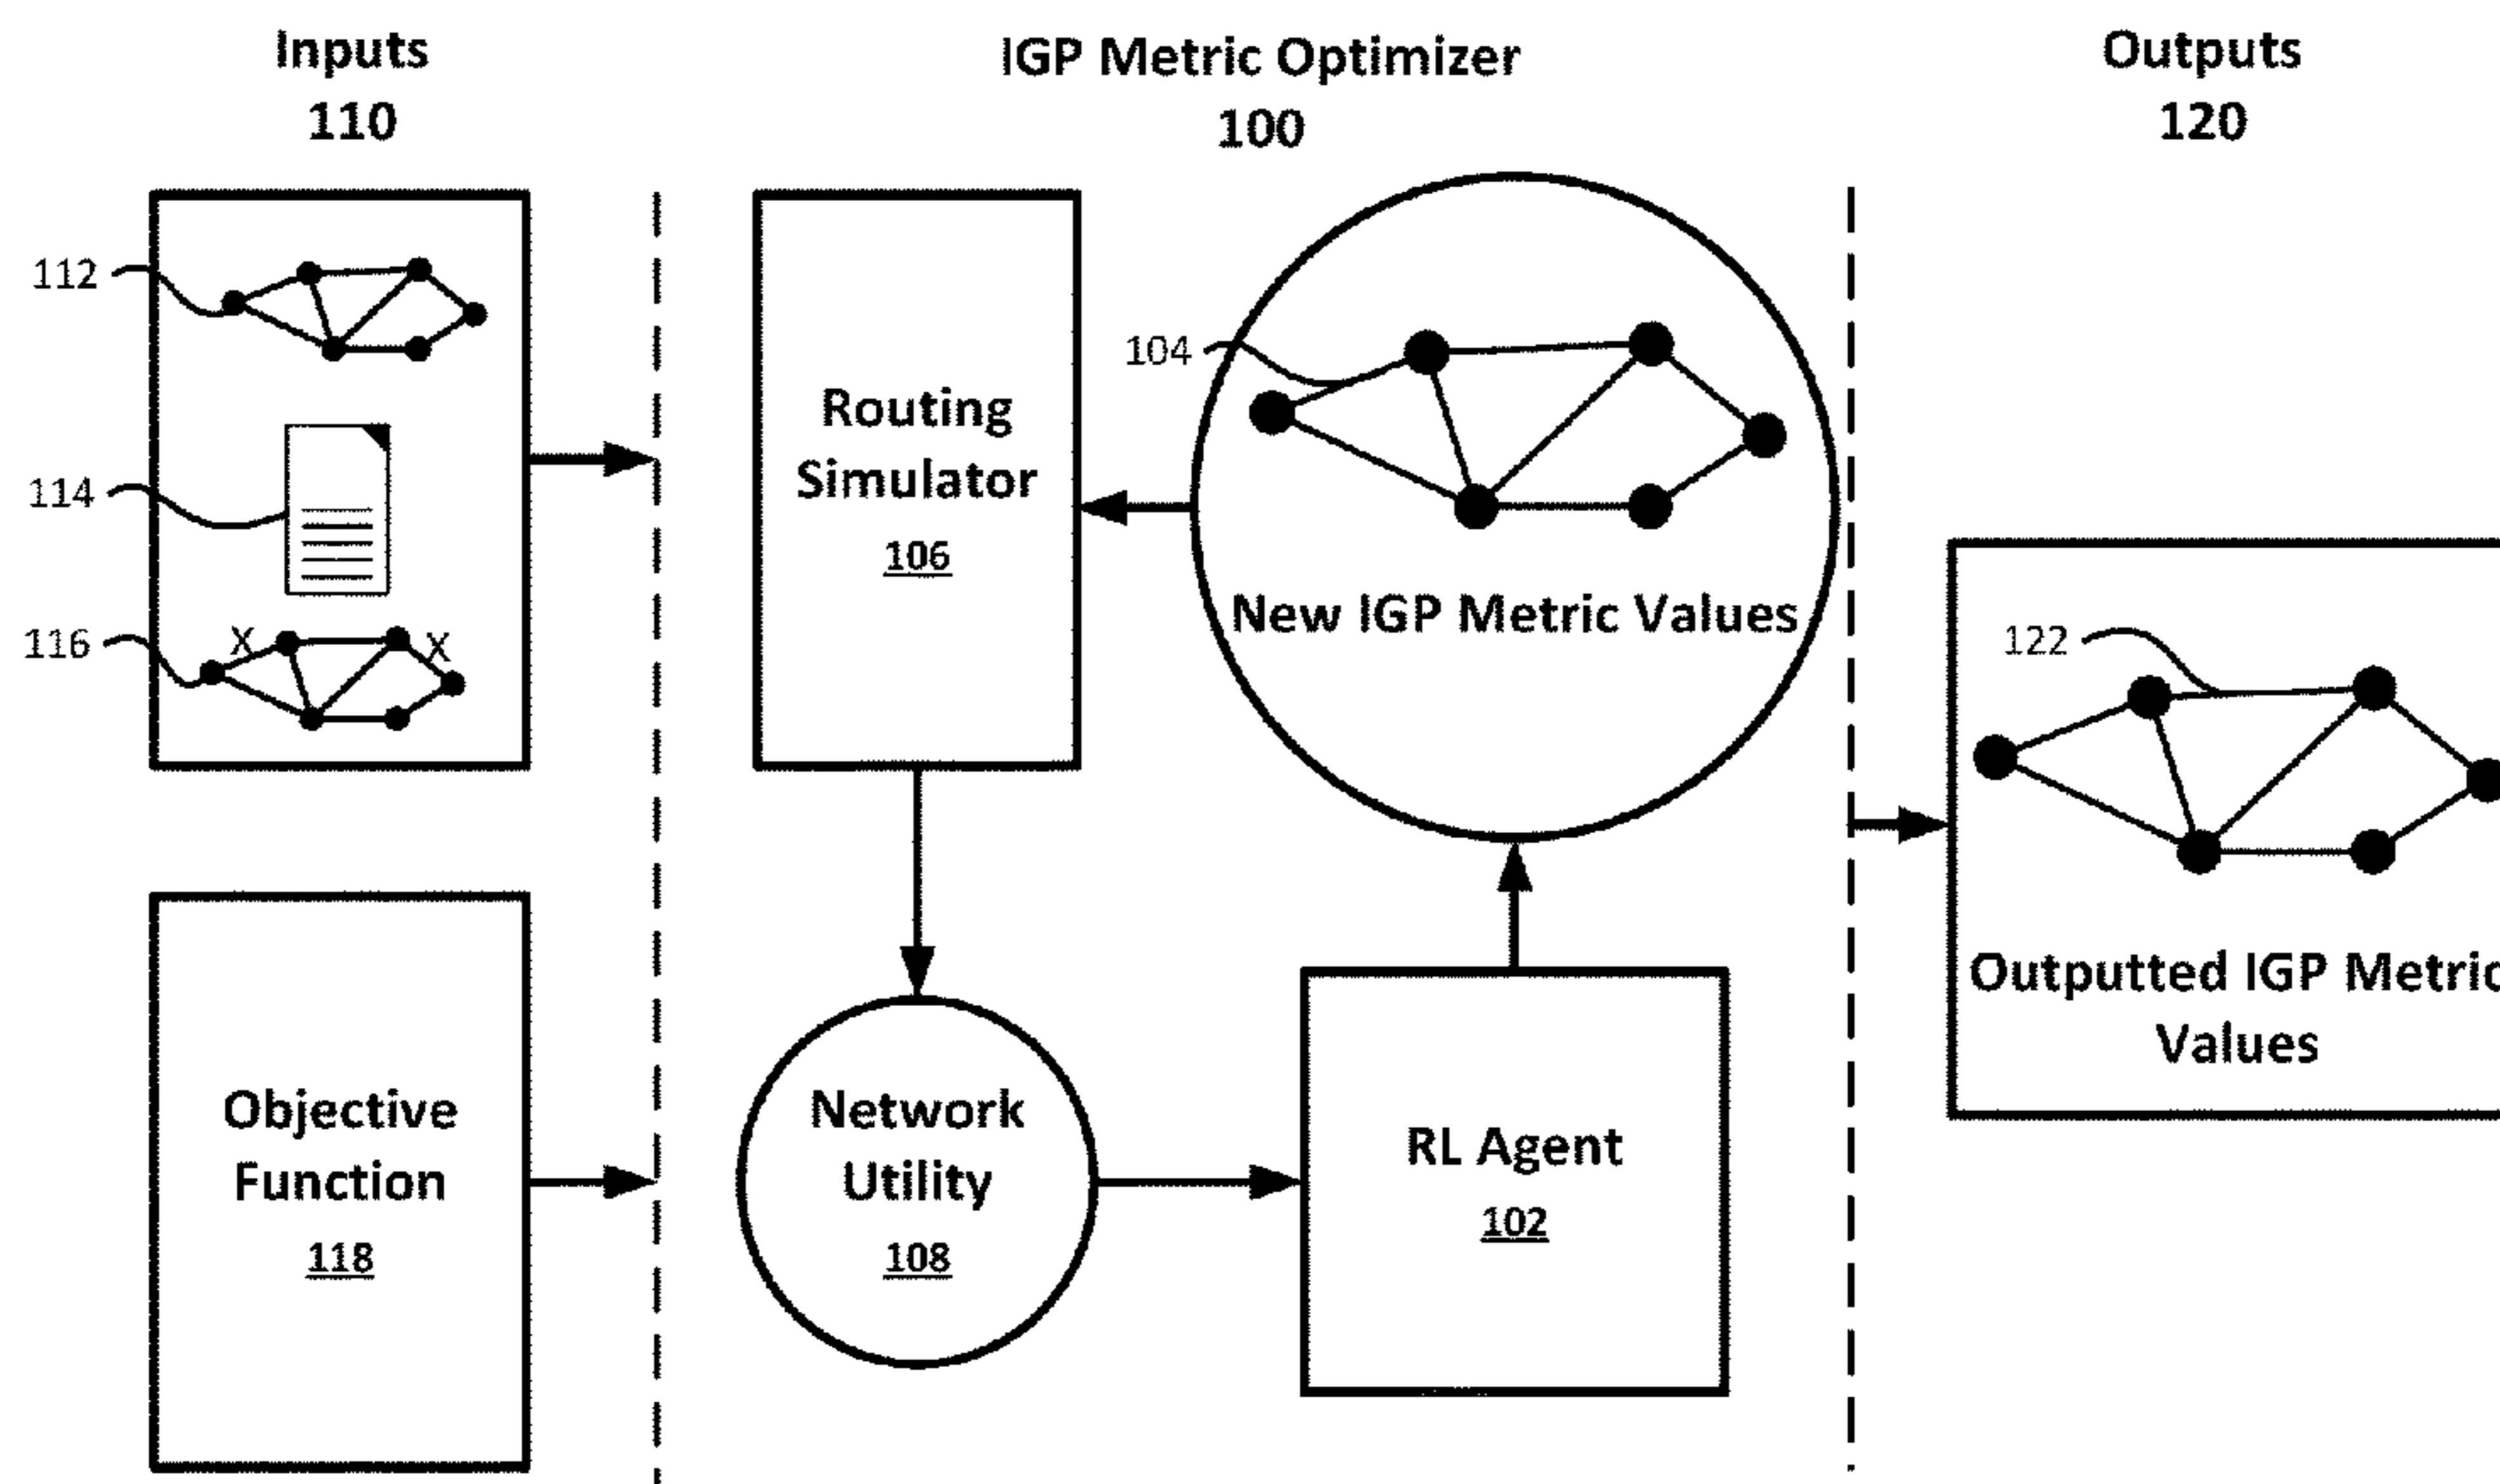 Inputs
110
IGP Metric Optimizer
100
Outputs
120
112
114
116
X
X
Routing
Simulator
106
104
New IGP Metric Values
122
Outputted IGP Metric
Values
Objective
Function
118
Network
Utility
108
RL Agent
102